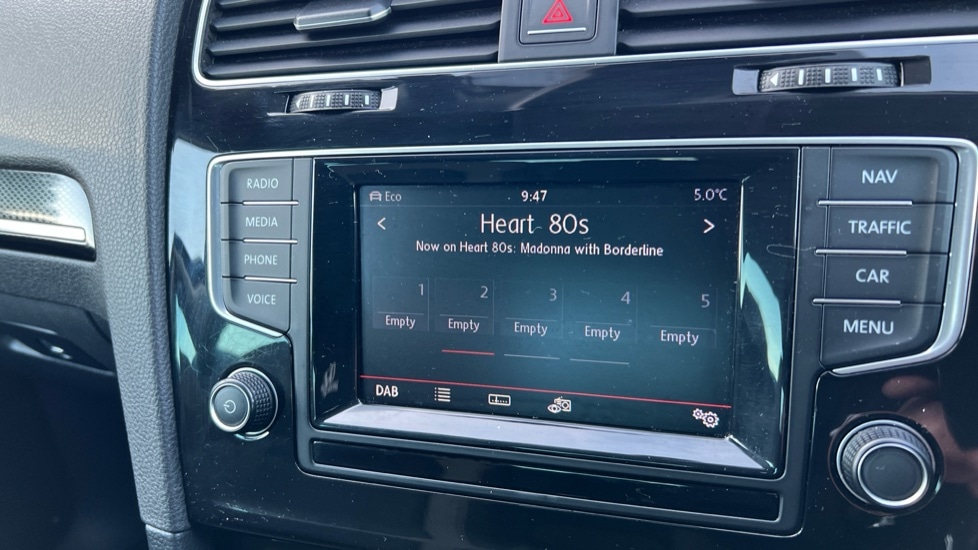 RADIO
MEDIA
PHONE
VOICE
Eco 9:47 5.0°C
< Heart 80s >
Now on Heart 80s: Madonna with Borderline
1 2 3 4 5
Empty Empty Empty Empty Empty
DAB
NAV
TRAFFIC
CAR
MENU